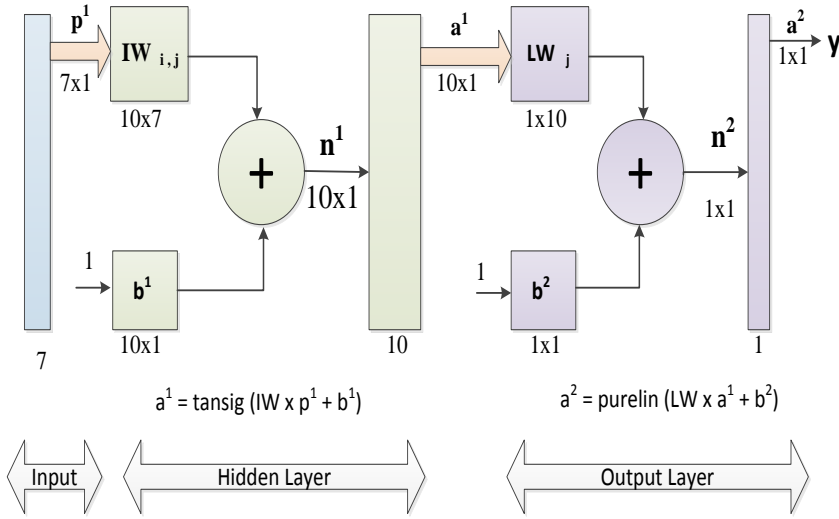 p¹
7x1
IW i,j
10x7
1
b¹
10x1
7
+
n¹
10x1
10
a¹ = tansig (IW x p¹ + b¹)
a¹
10x1
LW j
1x10
1
b²
1x1
+
n²
1x1
1
a²
1x1
y
a² = purelin (LW x a¹ + b²)
Input
Hidden Layer
Output Layer